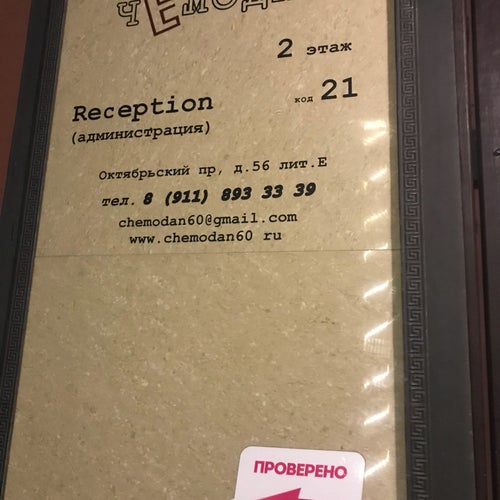 2 этаж
Reception
код 21
(администрация)
Октябрьский пр, д.56 лит.Е
тел. 8 (911) 893 33 39
chemodan60@gmail.com
www.chemodan60 ru
ПРОВЕРЕНО